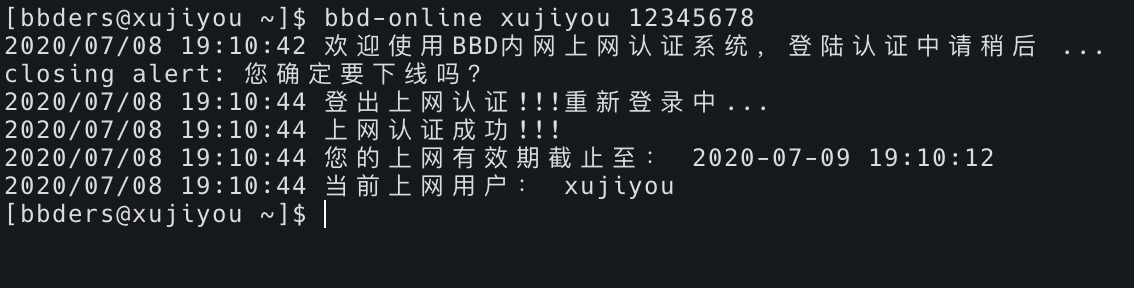 [bbders@xujiyou ~]$ bbd-online xujiyou 12345678
2020/07/08 19:10:42 欢迎使用BBD内网上网认证系统，登陆认证中请稍后 ...
closing alert: 您确定要下线吗?
2020/07/08 19:10:44 登出上网认证!!!重新登录中...
2020/07/08 19:10:44 上网认证成功!!!
2020/07/08 19:10:44 您的上网有效期截止至： 2020-07-09 19:10:12
2020/07/08 19:10:44 当前上网用户： xujiyou
[bbders@xujiyou ~]$